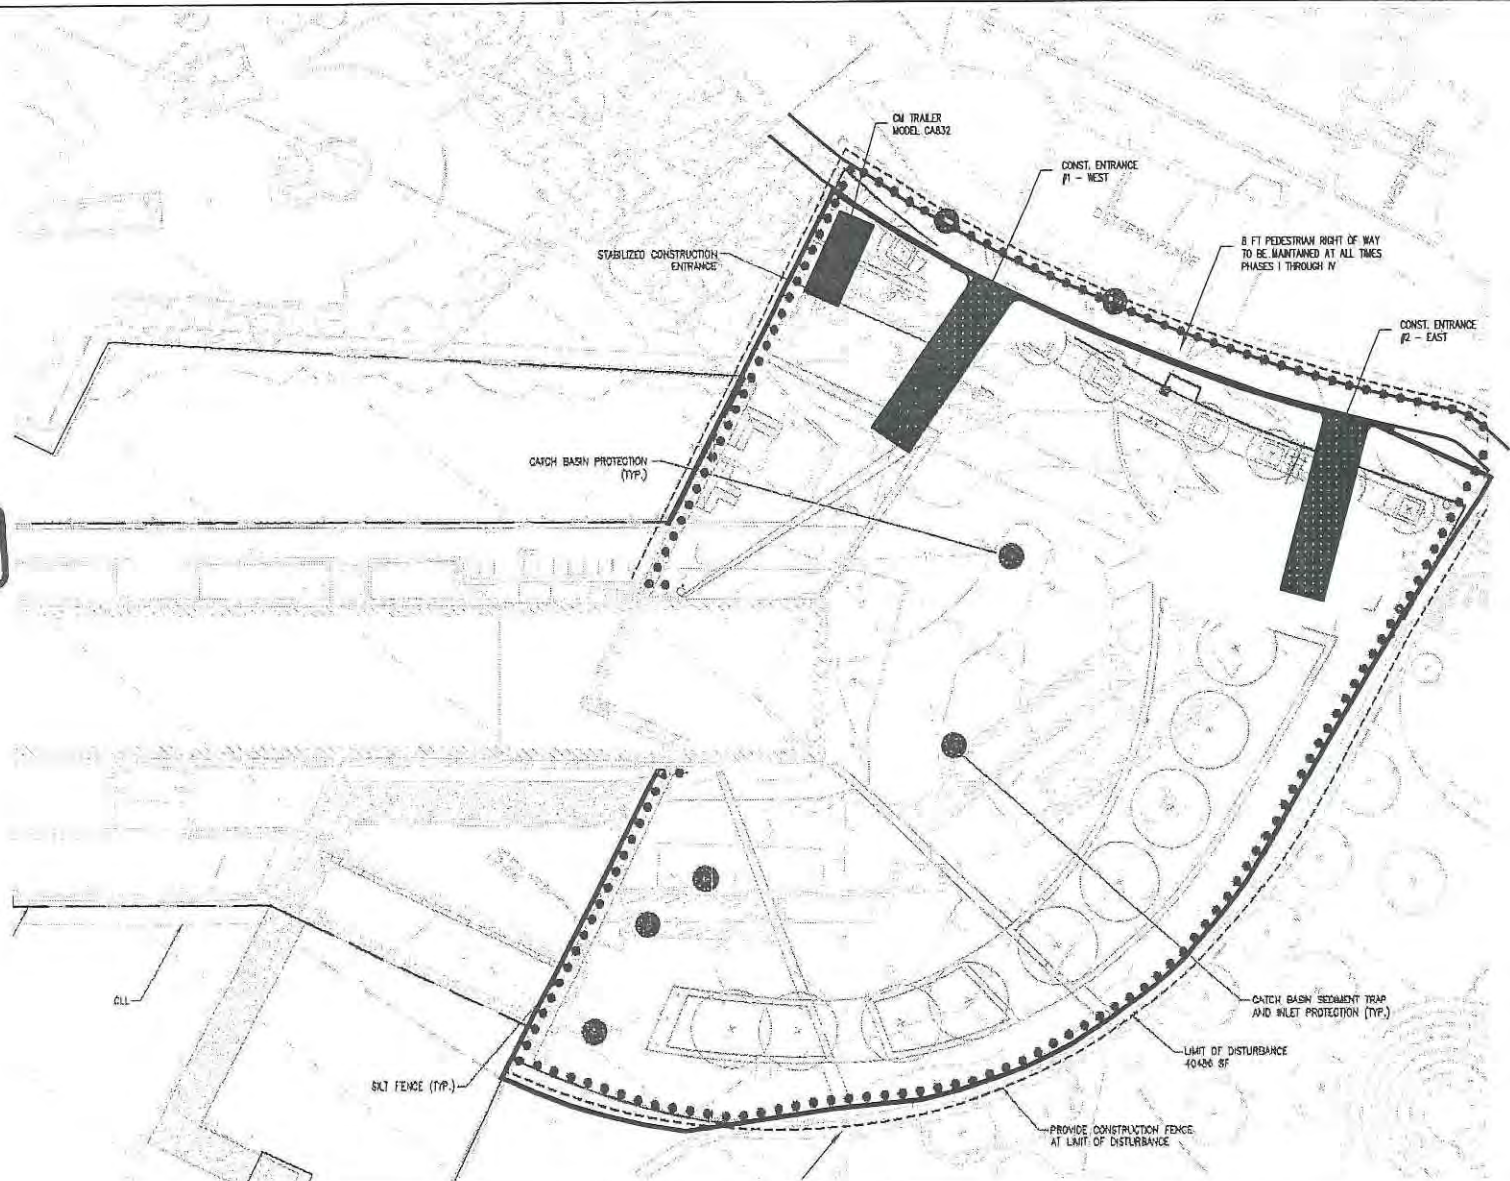 CM TRAILER
MODEL CA832
CONST. ENTRANCE
#1 - WEST
STABILIZED CONSTRUCTION
ENTRANCE
8 FT PEDESTRIAN RIGHT OF WAY
TO BE MAINTAINED AT ALL TIMES
PHASES I THROUGH IV
CONST. ENTRANCE
#2 - EAST
CATCH BASIN PROTECTION
(TYP.)
CLL
SILT FENCE (TYP.)
CATCH BASIN SEDIMENT TRAP
AND INLET PROTECTION (TYP.)
LIMIT OF DISTURBANCE
SF
PROVIDE CONSTRUCTION FENCE
AT LIMIT OF DISTURBANCE